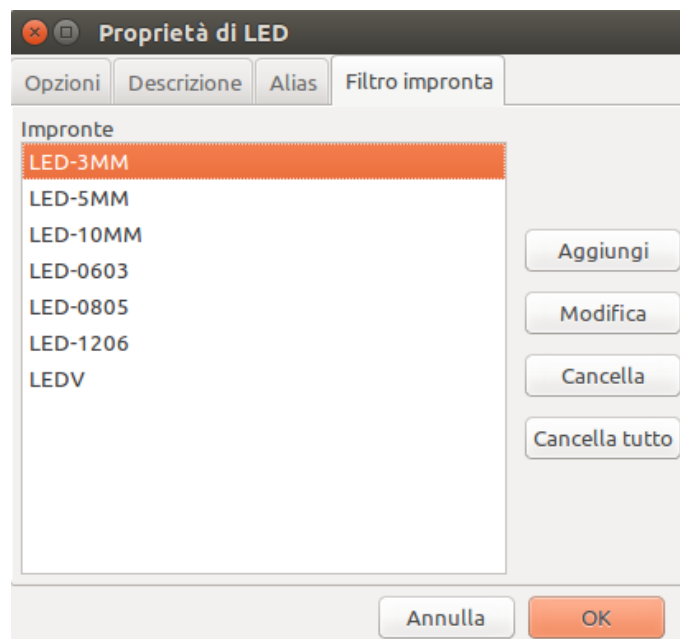 Proprietà di LED
Opzioni Descrizione Alias Filtro impronta
Impronte
LED-3MM
LED-5MM
LED-10MM
LED-0603
LED-0805
LED-1206
LEDV
Aggiungi
Modifica
Cancella
Cancella tutto
Annulla OK